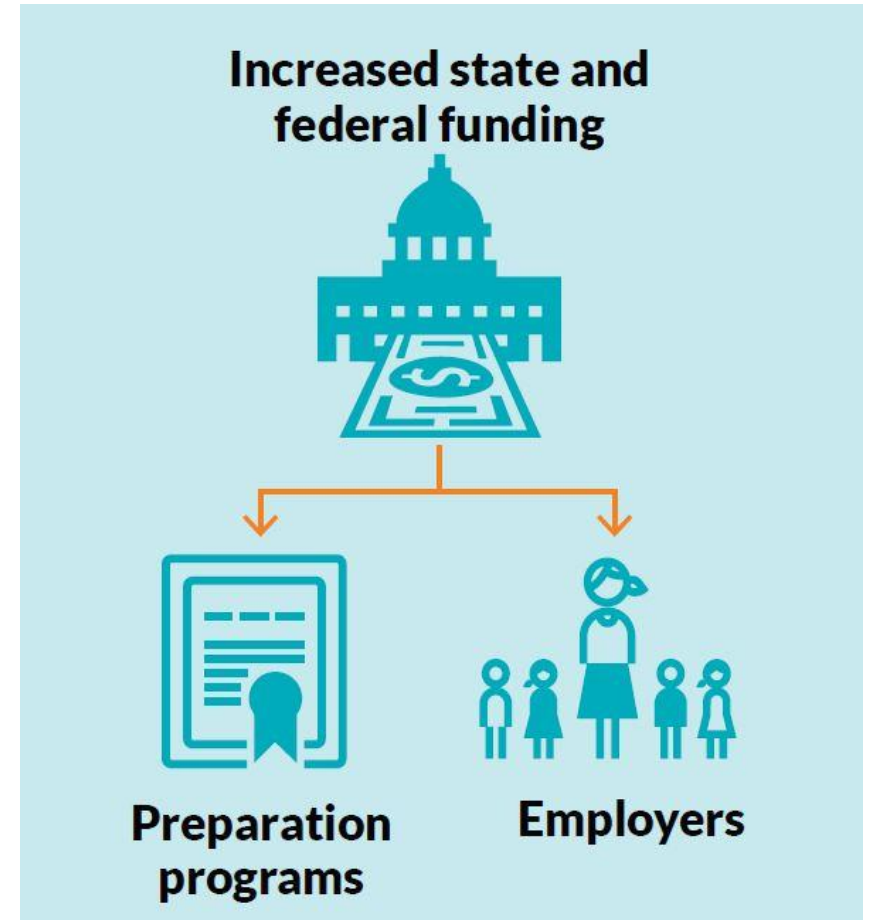 Increased state and
federal funding
$
Preparation
programs
Employers